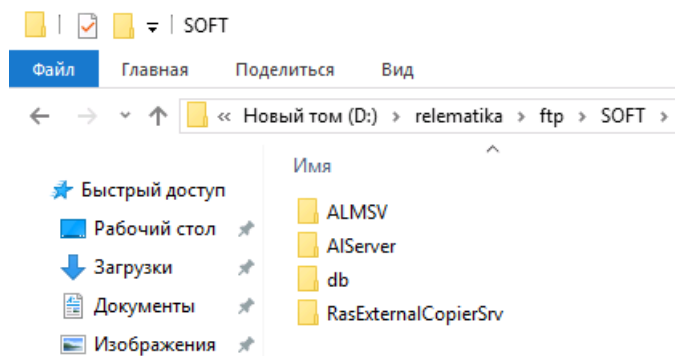 SOFT
Файл Главная Поделиться Вид
« Новый том (D:) › relematika › ftp › SOFT ›
Имя
Быстрый доступ
Рабочий стол
Загрузки
Документы
Изображения
ALMSV
AlServer
db
RasExternalCopierSrv